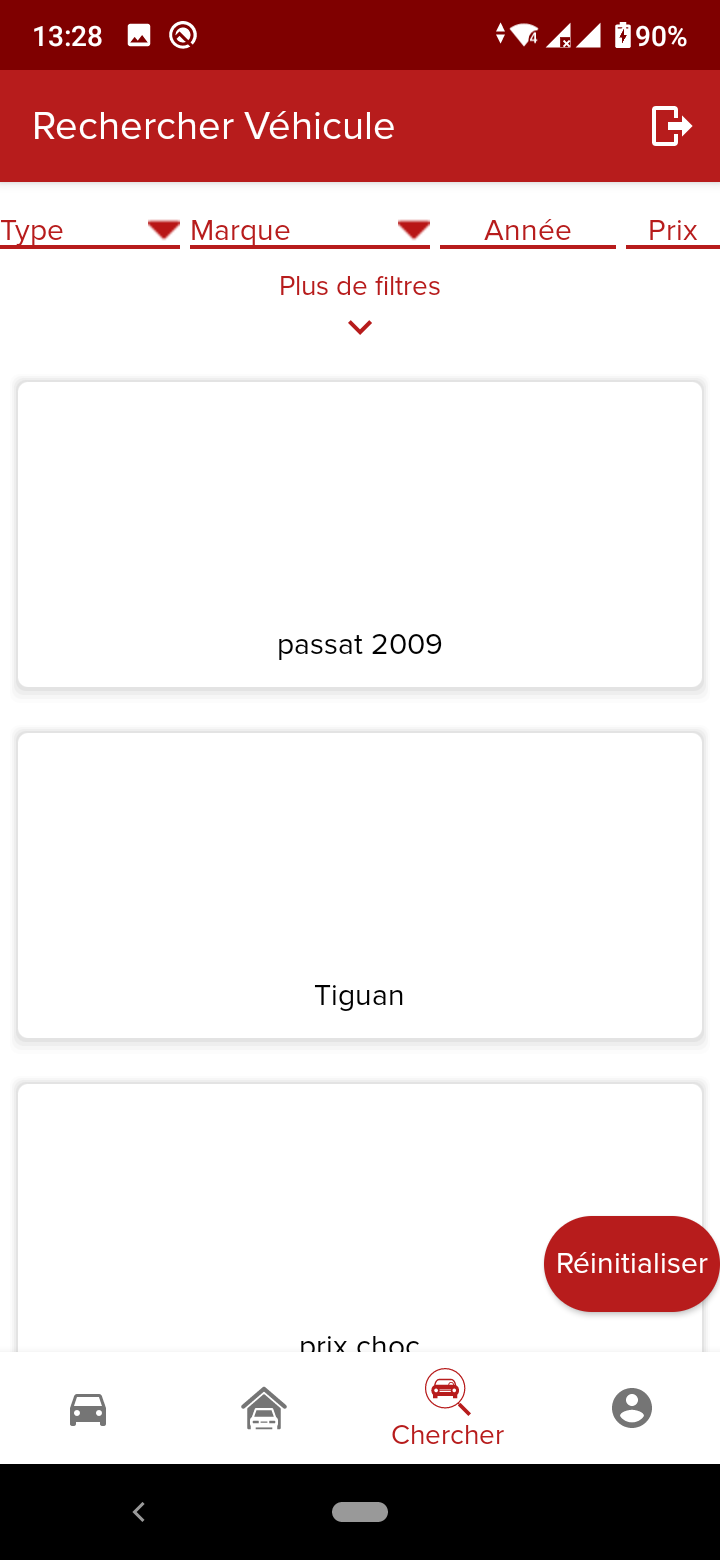 13:28
90%
Rechercher Véhicule
Type Marque Année Prix
Plus de filtres
passat 2009
Tiguan
Réinitialiser
prix choc
Chercher